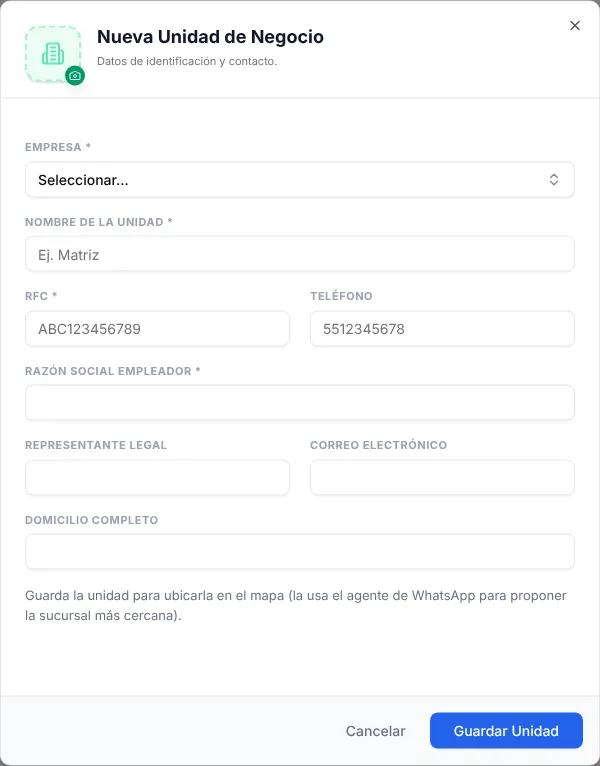 Nueva Unidad de Negocio
Datos de identificación y contacto.
EMPRESA *
Seleccionar...
NOMBRE DE LA UNIDAD *
Ej. Matriz
RFC *
TELÉFONO
ABC123456789
5512345678
RAZÓN SOCIAL EMPLEADOR *
REPRESENTANTE LEGAL
CORREO ELECTRÓNICO
DOMICILIO COMPLETO
Guarda la unidad para ubicarla en el mapa (la usa el agente de WhatsApp para proponer
la sucursal más cercana).
Cancelar
Guardar Unidad